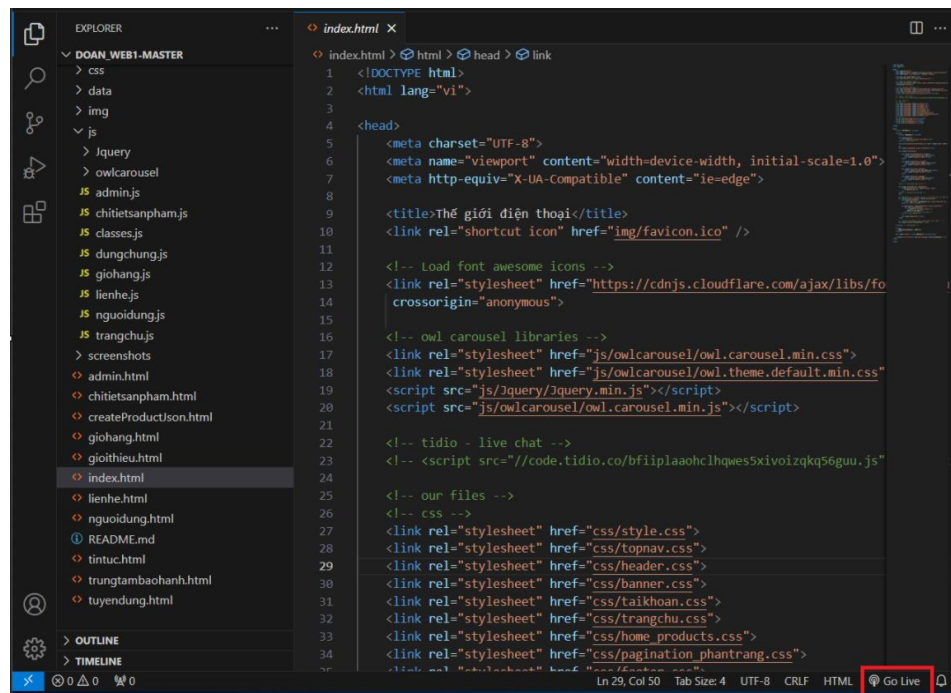 EXPLORER
DOAN_WEB1-MASTER
css
data
img
js
Jquery
owlcarousel
JS admin.js
JS chitietsanpham.js
JS classes.js
JS dungchung.js
JS giohang.js
JS lienhe.js
JS nguoidung.js
JS trangchu.js
screenshots
admin.html
chitietsanpham.html
createProductJson.html
giohang.html
gioithieu.html
index.html
lienhe.html
nguoidung.html
README.md
tintuc.html
trungtambaohanh.html
tuyendung.html
OUTLINE
TIMELINE
index.html
index.html > html > head > link
1 <!DOCTYPE html>
2 <html lang="vi">
3
4 <head>
5 <meta charset="UTF-8">
6 <meta name="viewport" content="width=device-width, initial-scale=1.0">
7 <meta http-equiv="X-UA-Compatible" content="ie=edge">
8
9 <title>Thế giới điện thoại</title>
10 <link rel="shortcut icon" href="img/favicon.ico" />
11
12 <!-- Load font awesome icons -->
13 <link rel="stylesheet" href="https://cdnjs.cloudflare.com/ajax/libs/fo
14 crossorigin="anonymous">
15
16 <!-- owl carousel libraries -->
17 <link rel="stylesheet" href="js/owlcarousel/owl.carousel.min.css">
18 <link rel="stylesheet" href="js/owlcarousel/owl.theme.default.min.css"
19 <script src="js/Jquery/Jquery.min.js"></script>
20 <script src="js/owlcarousel/owl.carousel.min.js"></script>
21
22 <!-- tidio - live chat -->
23 <!-- <script src="//code.tidio.co/bfiiplaaohclhqwes5xivoizqkq56guu.js"
24
25 <!-- our files -->
26 <!-- css -->
27 <link rel="stylesheet" href="css/style.css">
28 <link rel="stylesheet" href="css/topnav.css">
29 <link rel="stylesheet" href="css/header.css">
30 <link rel="stylesheet" href="css/banner.css">
31 <link rel="stylesheet" href="css/taikhoan.css">
32 <link rel="stylesheet" href="css/trangchu.css">
33 <link rel="stylesheet" href="css/home_products.css">
34 <link rel="stylesheet" href="css/pagination_phantrang.css">
0 0 0 Ln 29, Col 50 Tab Size: 4 UTF-8 CRLF HTML Go Live